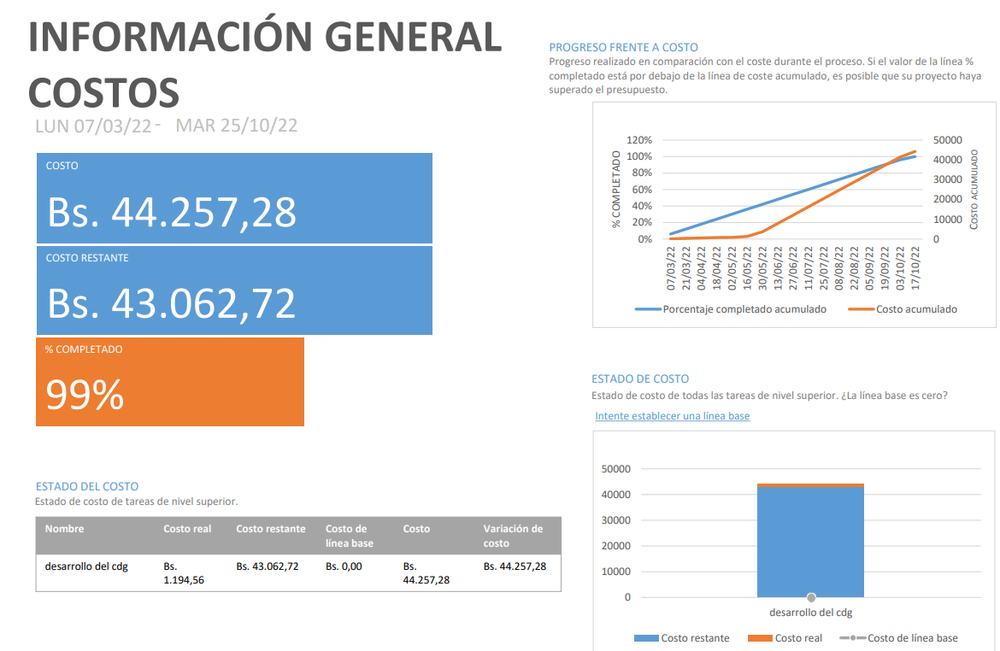 INFORMACIÓN GENERAL
COSTOS
LUN 07/03/22 - MAR 25/10/22
COSTO
Bs. 44.257,28
COSTO RESTANTE
Bs. 43.062,72
% COMPLETADO
99%
ESTADO DEL COSTO
Estado de costo de tareas de nivel superior.
Nombre Costo real Costo restante Costo de Costo Variación de
línea base costo
desarrollo del cdg Bs. Bs. 43.062,72 Bs. 0,00 Bs. Bs. 44.257,28
1.194,56 44.257,28
PROGRESO FRENTE A COSTO
Progreso realizado en comparación con el coste durante el proceso. Si el valor de la línea %
completado está por debajo de la línea de coste acumulado, es posible que su proyecto haya
superado el presupuesto.
120% 50000
100% 40000
80% 30000
60% 20000
40% 10000
20% 0
0%
% COMPLETADO
COSTO ACUMULADO
07/03/22
21/03/22
04/04/22
18/04/22
02/05/22
16/05/22
30/05/22
13/06/22
27/06/22
11/07/22
25/07/22
08/08/22
22/08/22
05/09/22
19/09/22
03/10/22
17/10/22
Porcentaje completado acumulado Costo acumulado
ESTADO DE COSTO
Estado de costo de todas las tareas de nivel superior. ¿La línea base es cero?
Intente establecer una línea base
50000
40000
30000
20000
10000
0
desarrollo del cdg
Costo restante Costo real Costo de línea base